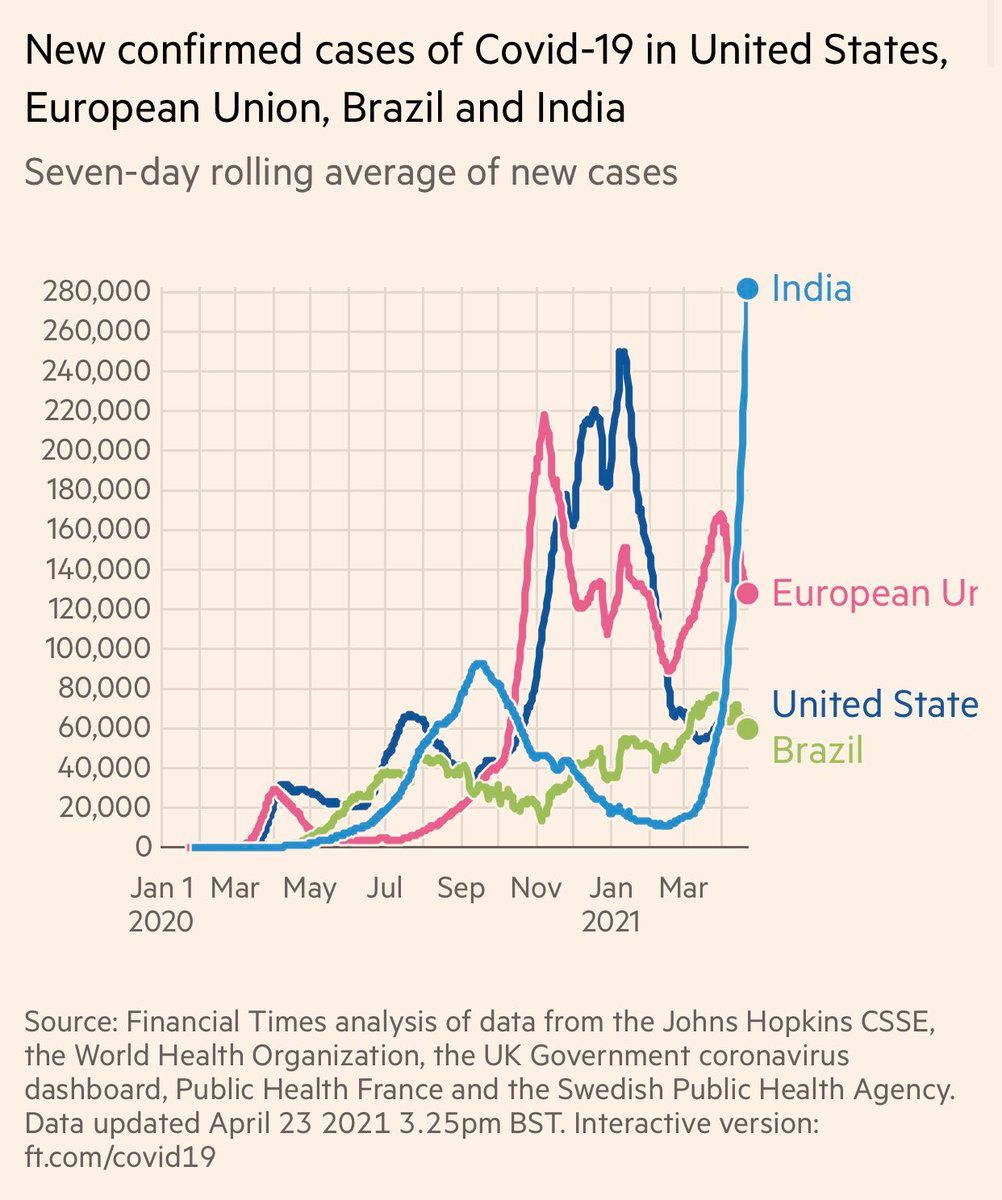 New confirmed cases of Covid-19 in United States,
European Union, Brazil and India
Seven-day rolling average of new cases
280,000
260,000
240,000
220,000
200,000
180,000
160,000
140,000
120,000
100,000
80,000
60,000
40,000
20,000
0
India
European Ur
United State
Brazil
Jan 1 Mar May Jul Sep Nov Jan Mar
2020 2021
Source: Financial Times analysis of data from the Johns Hopkins CSSE,
the World Health Organization, the UK Government coronavirus
dashboard, Public Health France and the Swedish Public Health Agency.
Data updated April 23 2021 3.25pm BST. Interactive version:
ft.com/covid19